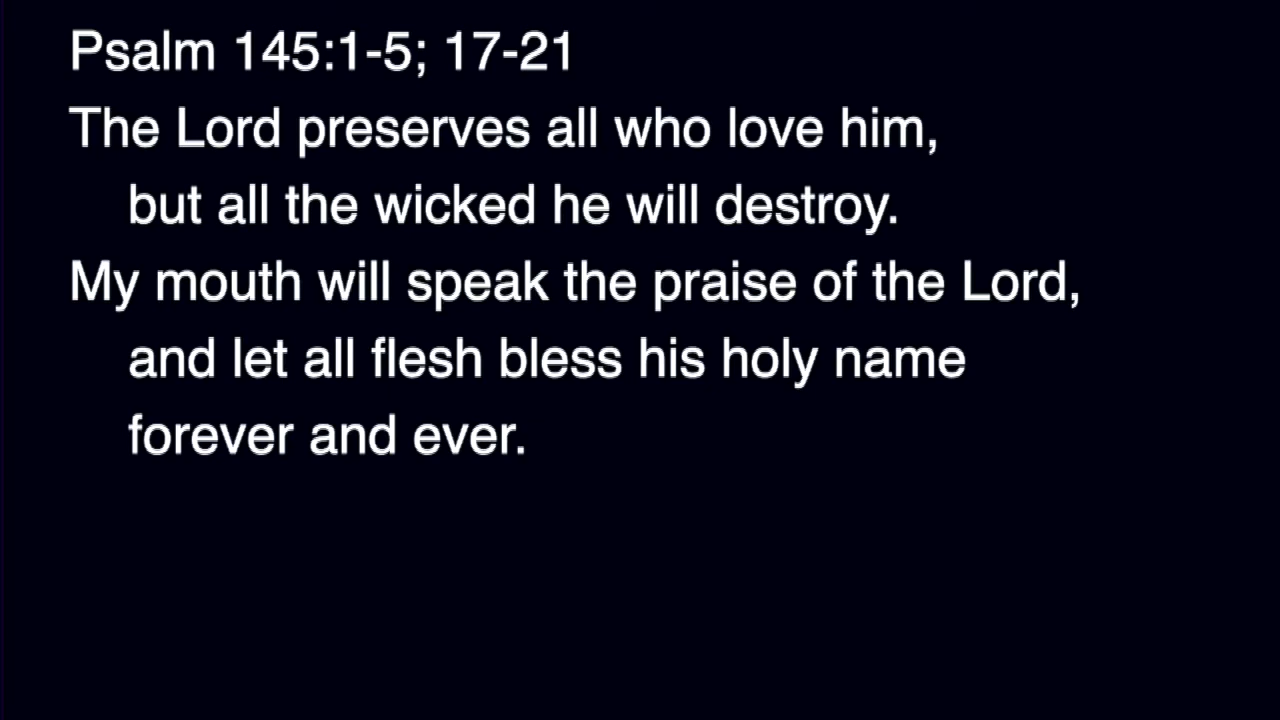 Psalm 145:1-5; 17-21
The Lord preserves all who love him,
but all the wicked he will destroy.
My mouth will speak the praise of the Lord,
and let all flesh bless his holy name
forever and ever.